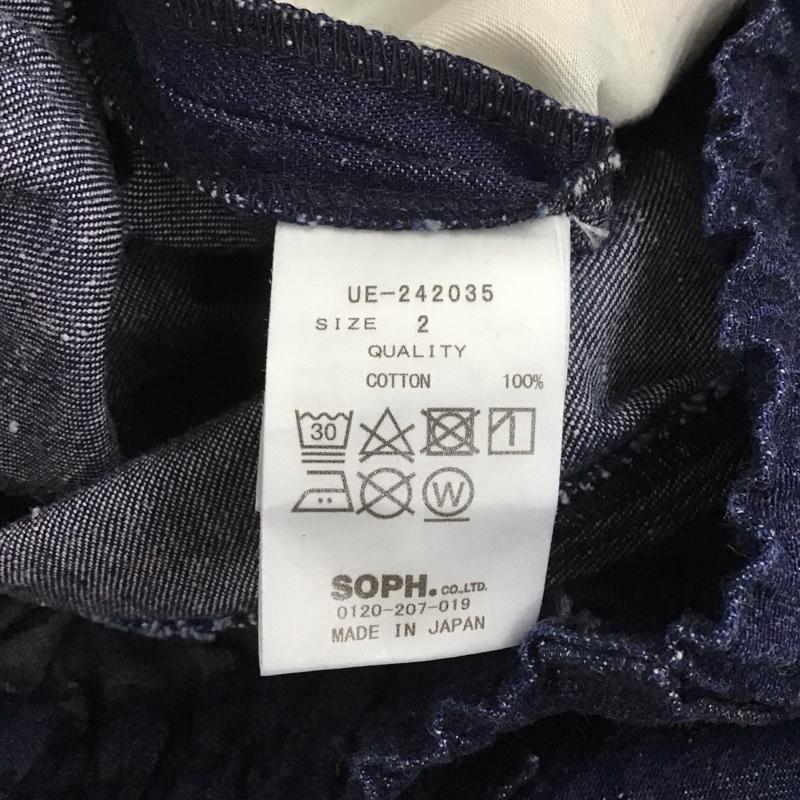 UE-242035
SIZE 2
QUALITY
COTTON 100%
30
W
SOPH. CO.,LTD.
0120-207-019
MADE IN JAPAN